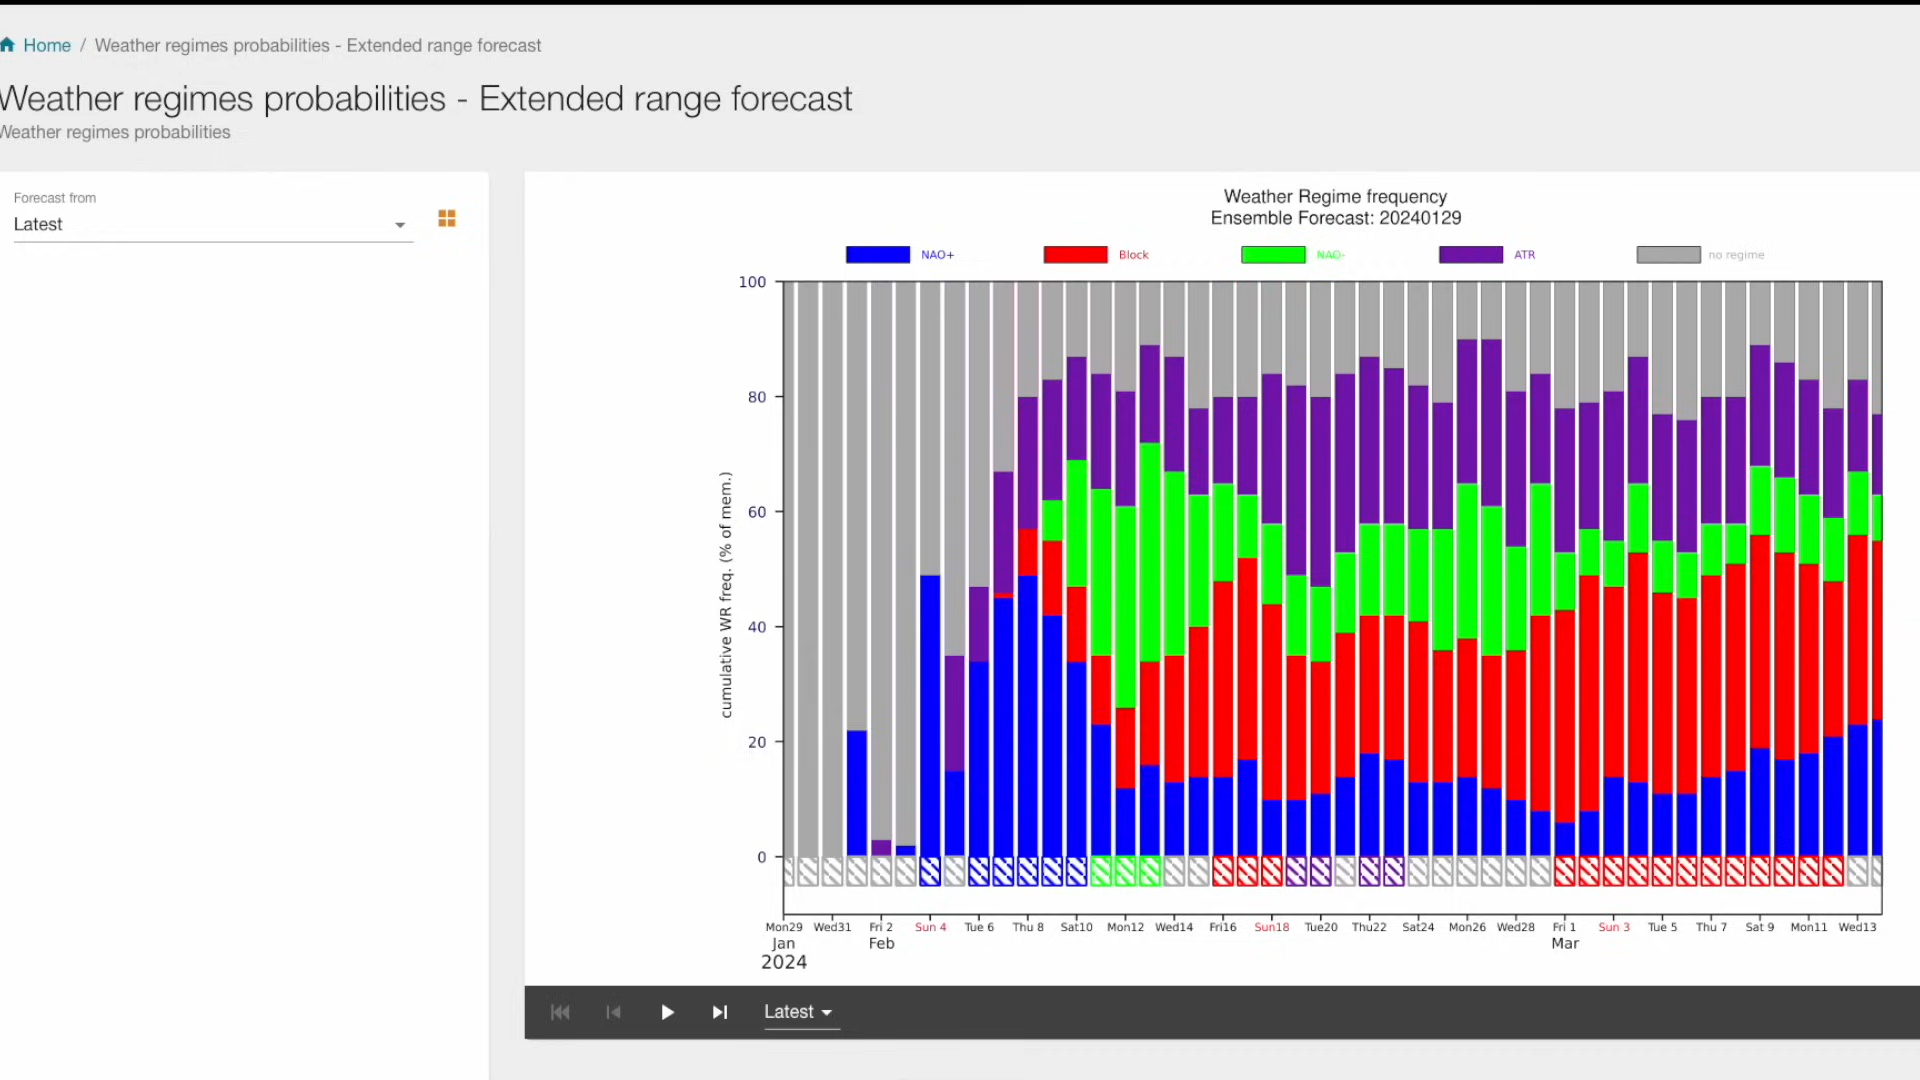 Home / Weather regimes probabilities - Extended range forecast
Weather regimes probabilities - Extended range forecast
Weather regimes probabilities
Forecast from
Latest
Weather Regime frequency
Ensemble Forecast: 20240129
NAO+ Block NAO- ATR no regime
100
80
60
40
20
0
cumulative WR freq. (% of mem.)
Mon29 Wed31 Fri 2 Sun 4 Tue 6 Thu 8 Sat10 Mon12 Wed14 Fri16 Sun18 Tue20 Thu22 Sat24 Mon26 Wed28 Fri 1 Sun 3 Tue 5 Thu 7 Sat 9 Mon11 Wed13
Jan Feb Mar
2024
Latest